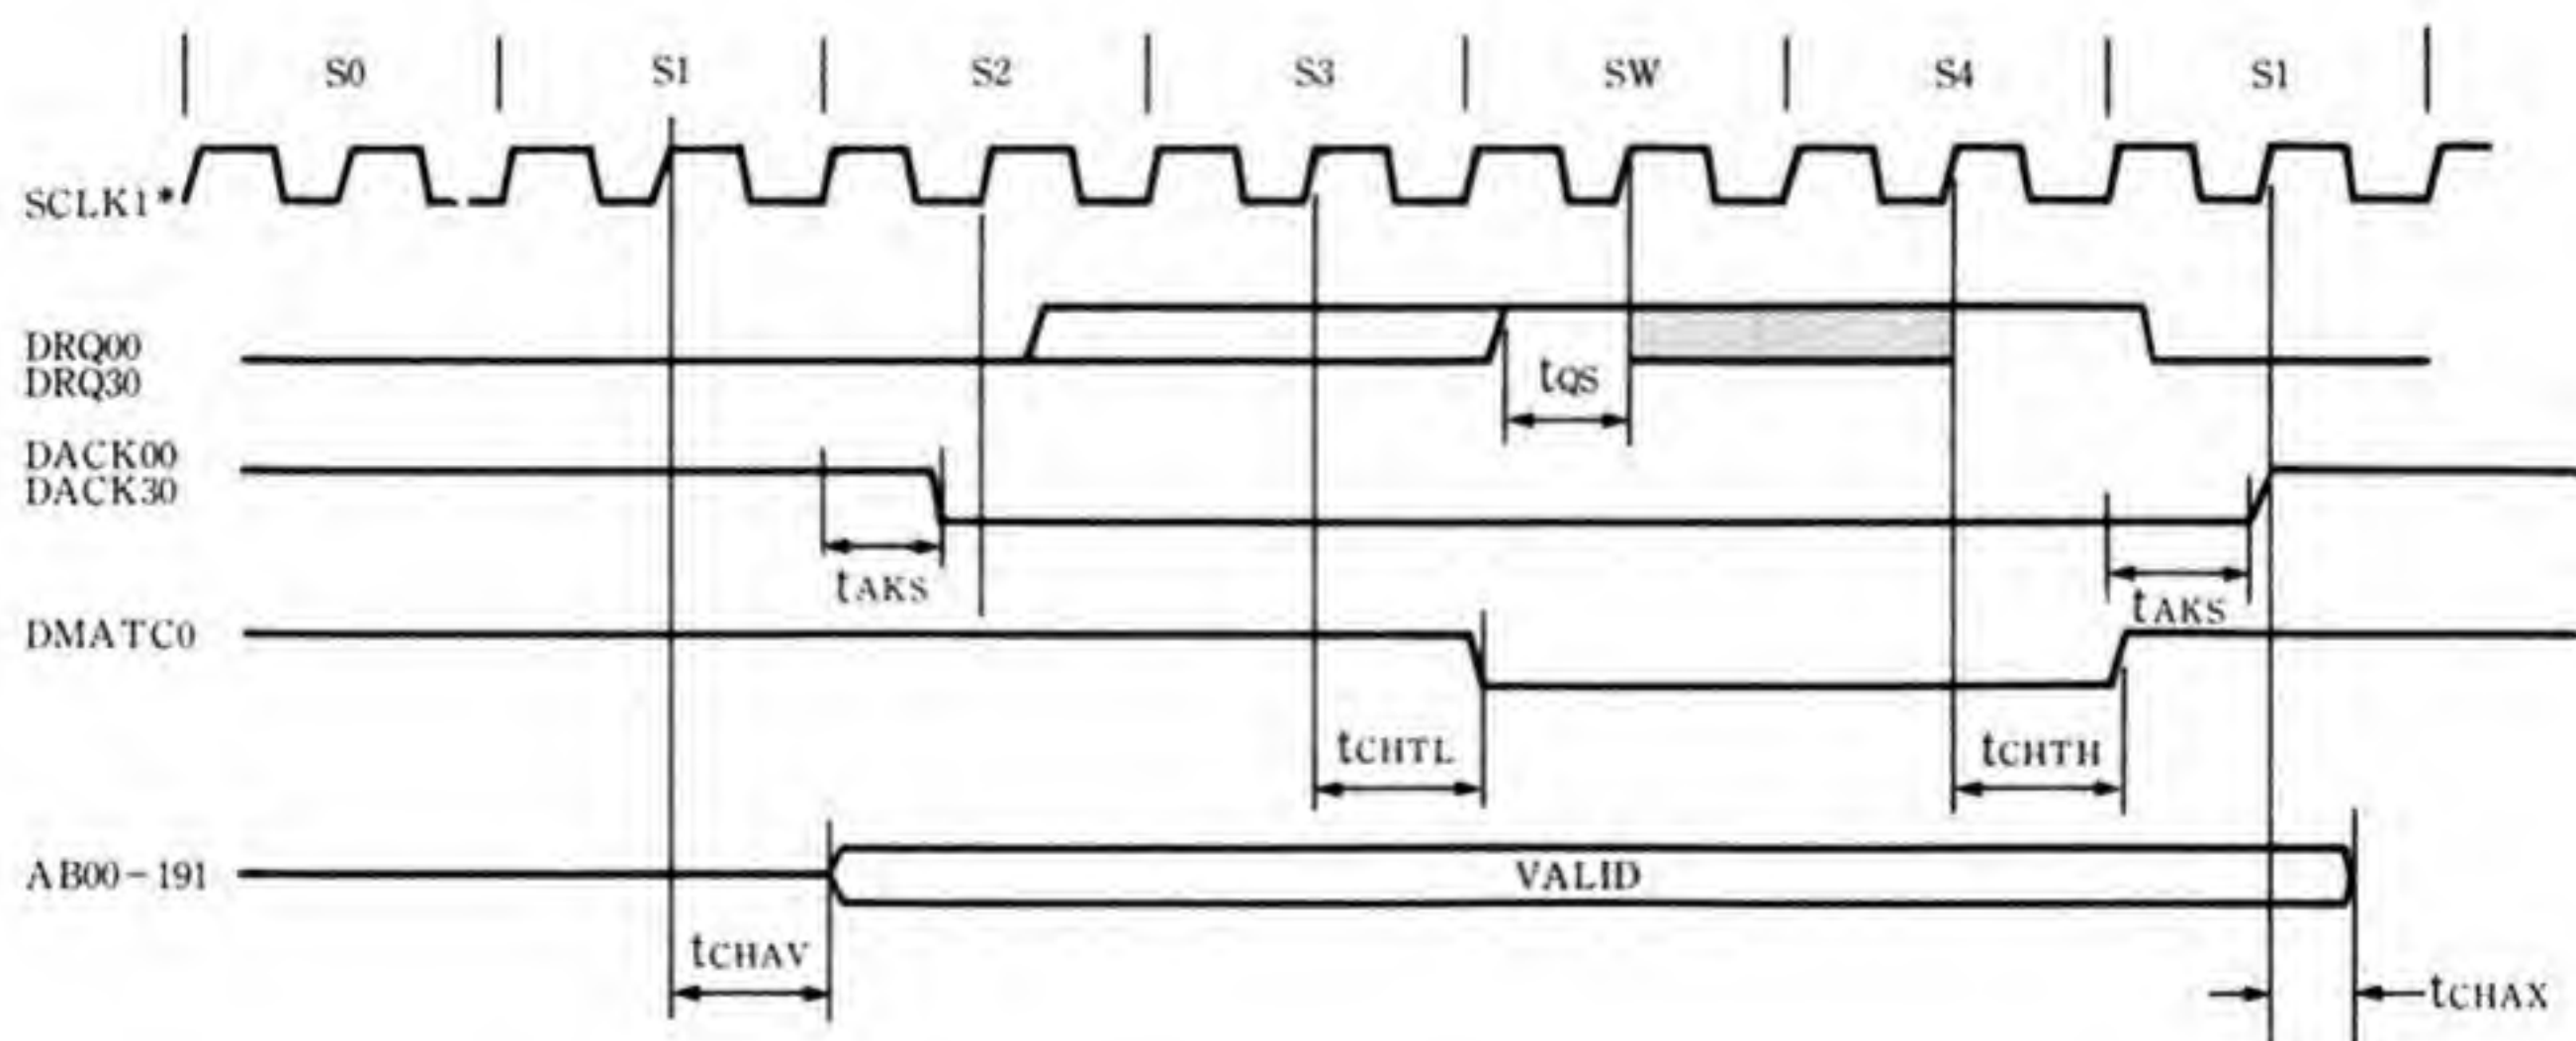 S0 S1 S2 S3 SW S4 S1
SCLK1*
DRQ00
DRQ30
tQS
DACK00
DACK30
tAKS
tAKS
DMATC0
tCHTL
tCHTH
AB00-191
VALID
tCHAV
tCHAX